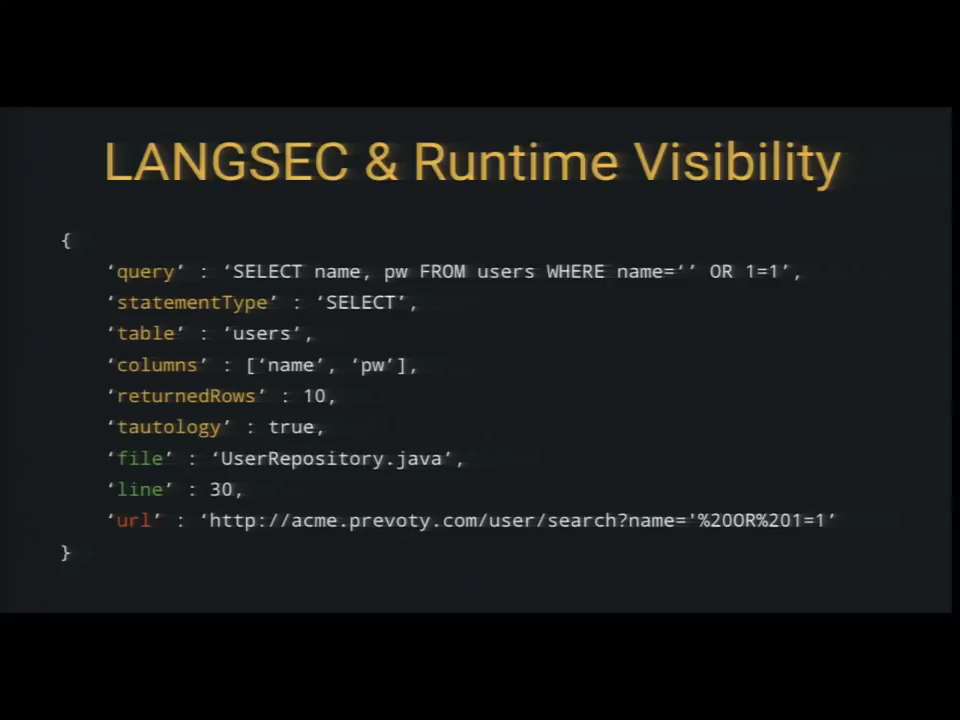 LANGSEC & Runtime Visibility
{
‘query’ : ‘SELECT name, pw FROM users WHERE name=‘’ OR 1=1’,
‘statementType’ : ‘SELECT’,
‘table’ : ‘users’,
‘columns’ : [‘name’, ‘pw’],
‘returnedRows’ : 10,
‘tautology’ : true,
‘file’ : ‘UserRepository.java’,
‘line’ : 30,
‘url’ : ‘http://acme.prevoty.com/user/search?name='%20OR%201=1’
}